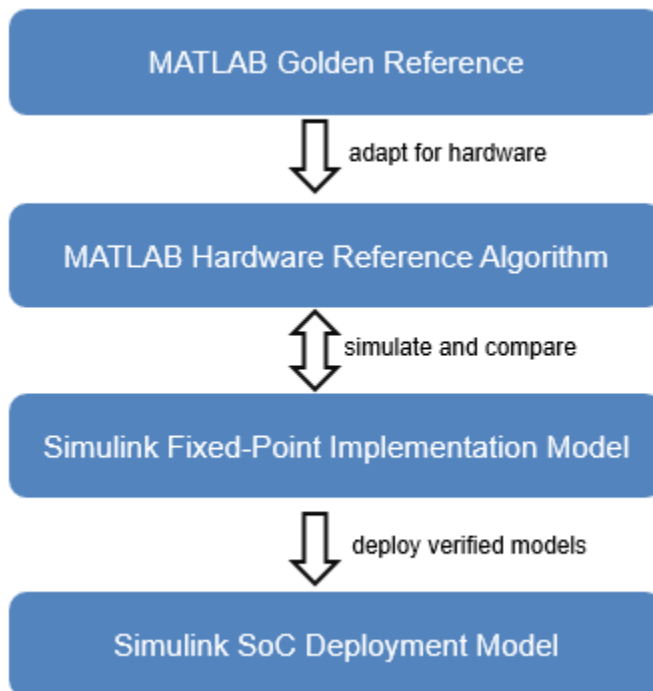 MATLAB Golden Reference
adapt for hardware
MATLAB Hardware Reference Algorithm
simulate and compare
Simulink Fixed-Point Implementation Model
deploy verified models
Simulink SoC Deployment Model